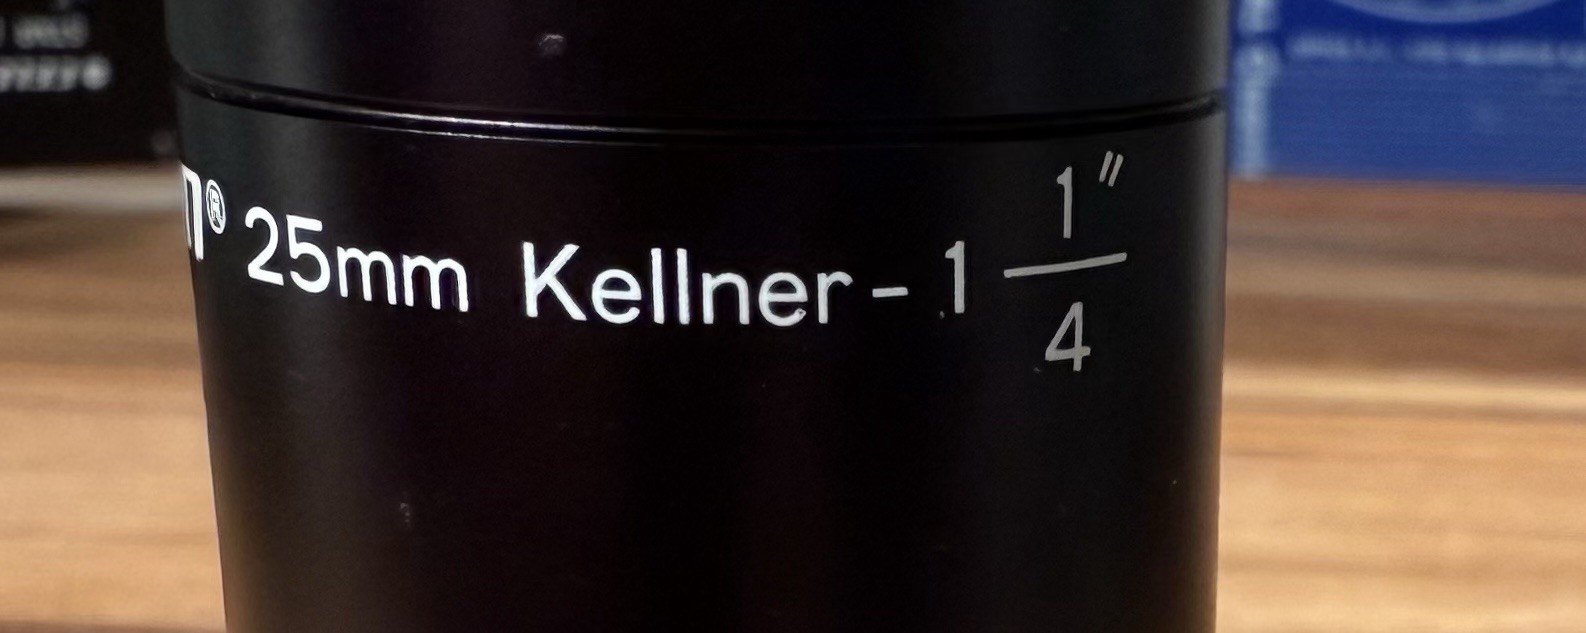 n® 25mm Kellner - 1 1/4"